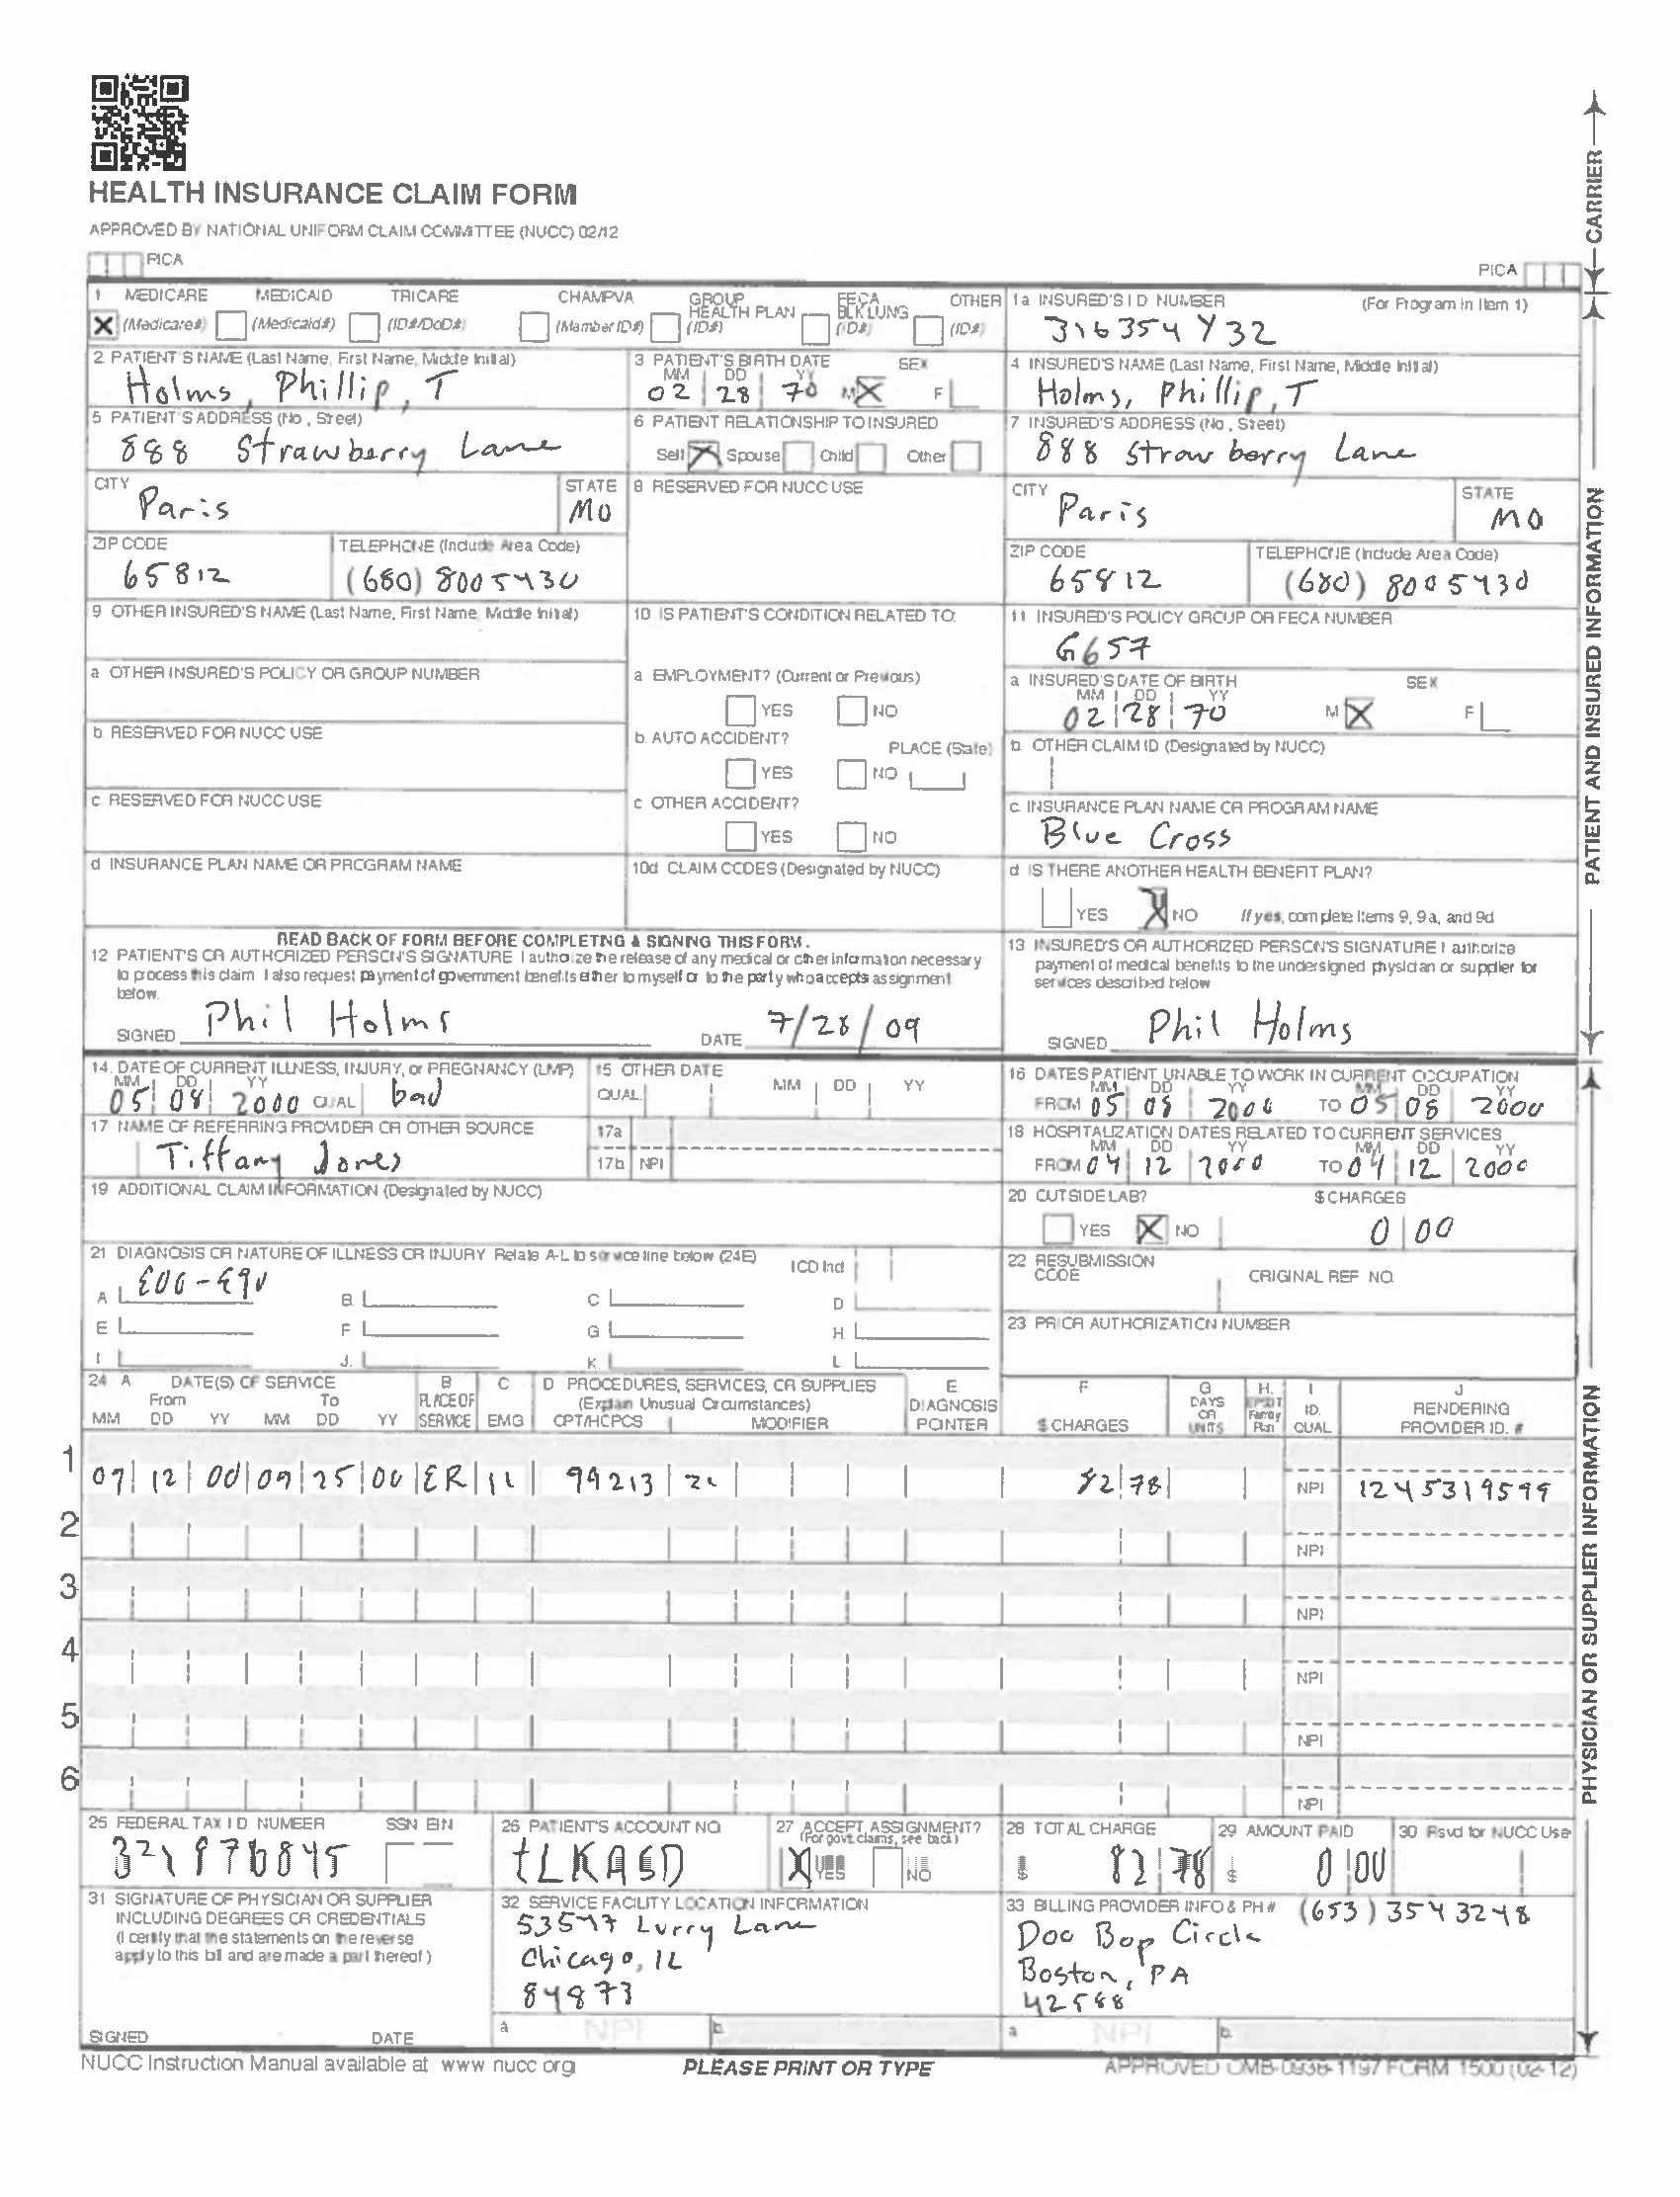 HEALTH INSURANCE CLAIM FORM
APPROVED BY NATIONAL UNIFORM CLAIM COMMITTEE (NUCC) 02/12
PICA
PICA
CARRIER
1 MEDICARE MEDICAID TRICARE CHAMPVA GROUP HEALTH PLAN FECA BLK LUNG OTHER
(Medicare#) (Medicaid#) (ID#/DoD#) (Member ID#) (ID#) (ID#) (ID#)
1a INSURED'S I D NUMBER (For Program in Item 1)
316354Y32
2 PATIENT'S NAME (Last Name, First Name, Middle Initial)
Holms, Phillip, T
3 PATIENT'S BIRTH DATE SEX
MM DD YY
02 28 70 M F
4 INSURED'S NAME (Last Name, First Name, Middle Initial)
Holms, Phillip, T
5 PATIENT'S ADDRESS (No , Street)
888 Strawberry Lane
6 PATIENT RELATIONSHIP TO INSURED
Self Spouse Child Other
7 INSURED'S ADDRESS (No , Street)
888 Strawberry Lane
CITY STATE
Paris MO
8 RESERVED FOR NUCC USE
CITY STATE
Paris MO
ZIP CODE TELEPHONE (Include Area Code)
65812 (680) 8005430
ZIP CODE TELEPHONE (Include Area Code)
65812 (680) 8005430
9 OTHER INSURED'S NAME (Last Name, First Name, Middle Initial)
10 IS PATIENT'S CONDITION RELATED TO:
11 INSURED'S POLICY GROUP OR FECA NUMBER
G657
a OTHER INSURED'S POLICY OR GROUP NUMBER
a EMPLOYMENT? (Current or Previous)
YES NO
a INSURED'S DATE OF BIRTH SEX
MM DD YY
02 28 70 M F
b. RESERVED FOR NUCC USE
b. AUTO ACCIDENT? PLACE (State)
YES NO
b. OTHER CLAIM ID (Designated by NUCC)
c RESERVED FOR NUCC USE
c OTHER ACCIDENT?
YES NO
c. INSURANCE PLAN NAME OR PROGRAM NAME
Blue Cross
d INSURANCE PLAN NAME OR PROGRAM NAME
10d CLAIM CODES (Designated by NUCC)
d IS THERE ANOTHER HEALTH BENEFIT PLAN?
YES NO If yes, complete Items 9, 9a, and 9d
PATIENT AND INSURED INFORMATION
READ BACK OF FORM BEFORE COMPLETING & SIGNING THIS FORM.
12 PATIENT'S OR AUTHORIZED PERSON'S SIGNATURE I authorize the release of any medical or other information necessary
to process this claim I also request payment of government benefits either to myself or to the party who accepts assignment
below.
SIGNED Phil Holms DATE 7/28/09
13 INSURED'S OR AUTHORIZED PERSON'S SIGNATURE I authorize
payment of medical benefits to the undersigned physician or supplier for
services described below
SIGNED Phil Holms
14. DATE OF CURRENT ILLNESS, INJURY, or PREGNANCY (LMP)
MM DD YY
05 08 2000 QUAL bad
15 OTHER DATE
QUAL MM DD YY
16 DATES PATIENT UNABLE TO WORK IN CURRENT OCCUPATION
MM DD YY MM DD YY
FROM 05 08 2000 TO 05 08 2000
17 NAME OF REFERRING PROVIDER OR OTHER SOURCE
Tiffany Jones
17a
17b NPI
18 HOSPITALIZATION DATES RELATED TO CURRENT SERVICES
MM DD YY MM DD YY
FROM 04 12 2000 TO 04 12 2000
19 ADDITIONAL CLAIM INFORMATION (Designated by NUCC)
20 OUTSIDE LAB? $ CHARGES
YES NO 0 00
21 DIAGNOSIS OR NATURE OF ILLNESS OR INJURY Relate A-L to service line below (24E) ICD Ind
A E00-E90 B. C D
E F G H.
I J. K. L
22 RESUBMISSION CODE ORIGINAL REF NO.
23 PRIOR AUTHORIZATION NUMBER
24 A DATE(S) OF SERVICE B C D PROCEDURES, SERVICES, OR SUPPLIES E. F G H. I J
From To PLACE OF (Explain Unusual Circumstances) DIAGNOSIS DAYS OR EPSDT Family ID. RENDERING
MM DD YY MM DD YY SERVICE EMG CPT/HCPCS MODIFIER POINTER $ CHARGES UNITS Plan QUAL PROVIDER ID. #
1
12 00 25 00 ER 11 99213 82 78 NPI 1245319599
2
NPI
3
NPI
4
NPI
5
NPI
6
NPI
PHYSICIAN OR SUPPLIER INFORMATION
25 FEDERAL TAX I D NUMBER SSN EIN
321976845
26 PATIENT'S ACCOUNT NO.
tLKASD
27 ACCEPT ASSIGNMENT?
(For govt. claims, see back)
YES NO
28 TOTAL CHARGE
$ 82 78
29 AMOUNT PAID
$ 0 00
30 Rsvd for NUCC Use
31 SIGNATURE OF PHYSICIAN OR SUPPLIER
INCLUDING DEGREES OR CREDENTIALS
(I certify that the statements on the reverse
apply to this bill and are made a part thereof)
SIGNED DATE
32 SERVICE FACILITY LOCATION INFORMATION
Lurry Lane
Chicago, IL
84873
a NPI b.
33 BILLING PROVIDER INFO & PH # (653) 3543248
Doo Bop Circle
Boston, PA
a NPI b.
NUCC Instruction Manual available at www nucc org
PLEASE PRINT OR TYPE
APPROVED OMB-0938-1197 FORM 1500 (02-12)